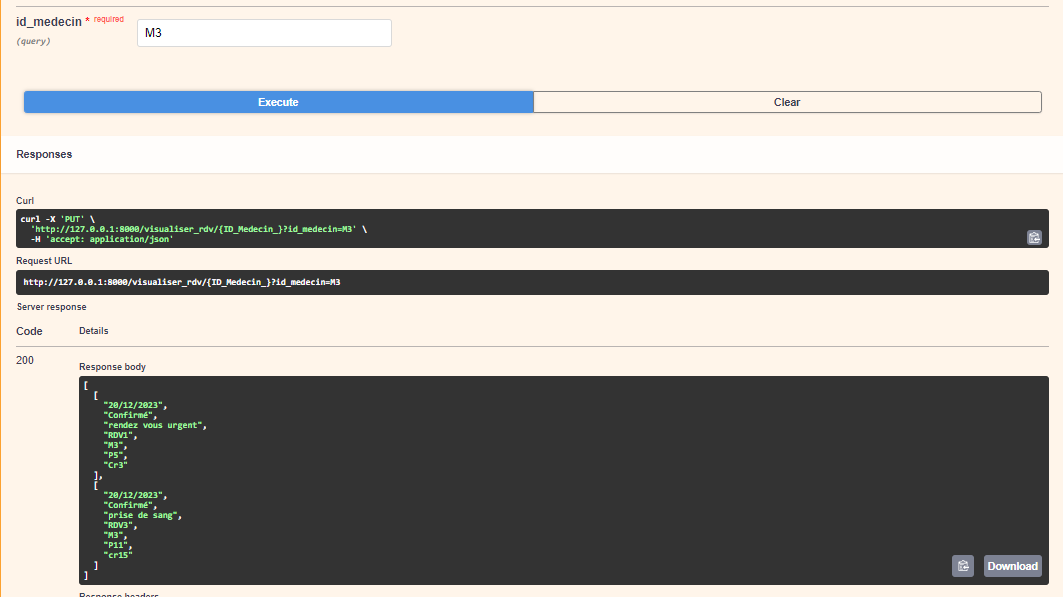 id_medecin * required
(query)
M3
Execute
Clear
Responses
Curl
curl -X 'PUT' \
'http://127.0.0.1:8000/visualiser_rdv/{ID_Medecin_}?id_medecin=M3' \
-H 'accept: application/json'
Request URL
http://127.0.0.1:8000/visualiser_rdv/{ID_Medecin_}?id_medecin=M3
Server response
Code
Details
200
Response body
[
[
"20/12/2023",
"Confirmé",
"rendez vous urgent",
"RDV1",
"M3",
"P5",
"Cr3"
],
[
"20/12/2023",
"Confirmé",
"prise de sang",
"RDV3",
"M3",
"P11",
"cr15"
]
]
Download
Response headers